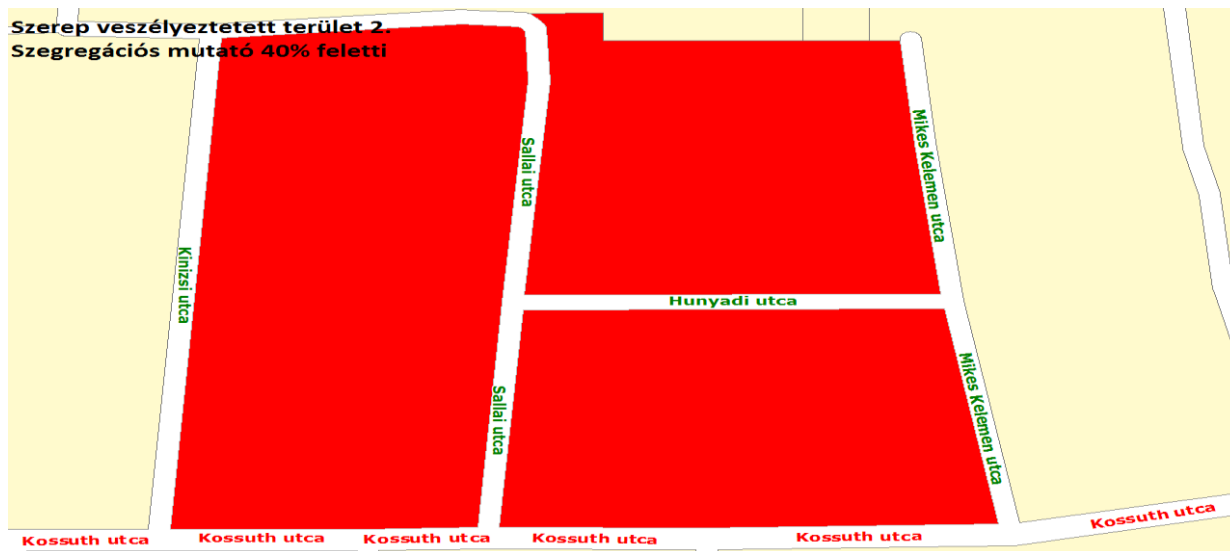 Szerep veszélyeztetett terület 2.
Szegregációs mutató 40% feletti
Sallai utca
Mikes Kelemen utca
Kinizsi utca
Hunyadi utca
Sallai utca
Mikes Kelemen utca
Kossuth utca
Kossuth utca
Kossuth utca
Kossuth utca
Kossuth utca
Kossuth utca